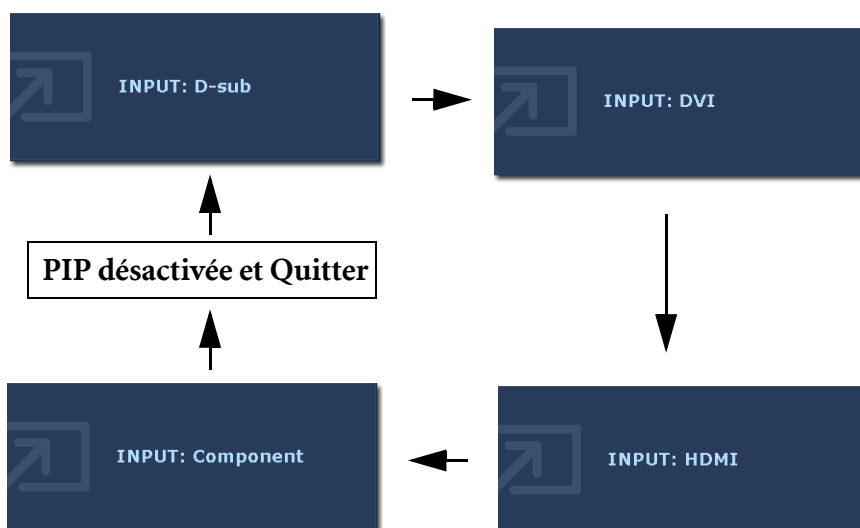 INPUT: D-sub
INPUT: DVI
PIP désactivée et Quitter
INPUT: Component
INPUT: HDMI